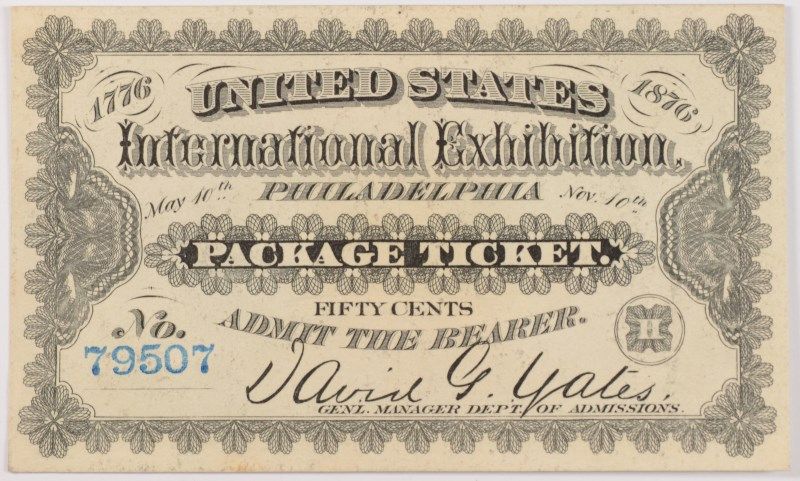 1776
UNITED STATES
1876
International Exhibition.
May 10th
PHILADELPHIA
Nov. 10th
PACKAGE TICKET.
FIFTY CENTS
ADMIT THE BEARER.
No.
79507
H
David G. Yates,
GENL. MANAGER DEPT. OF ADMISSIONS.